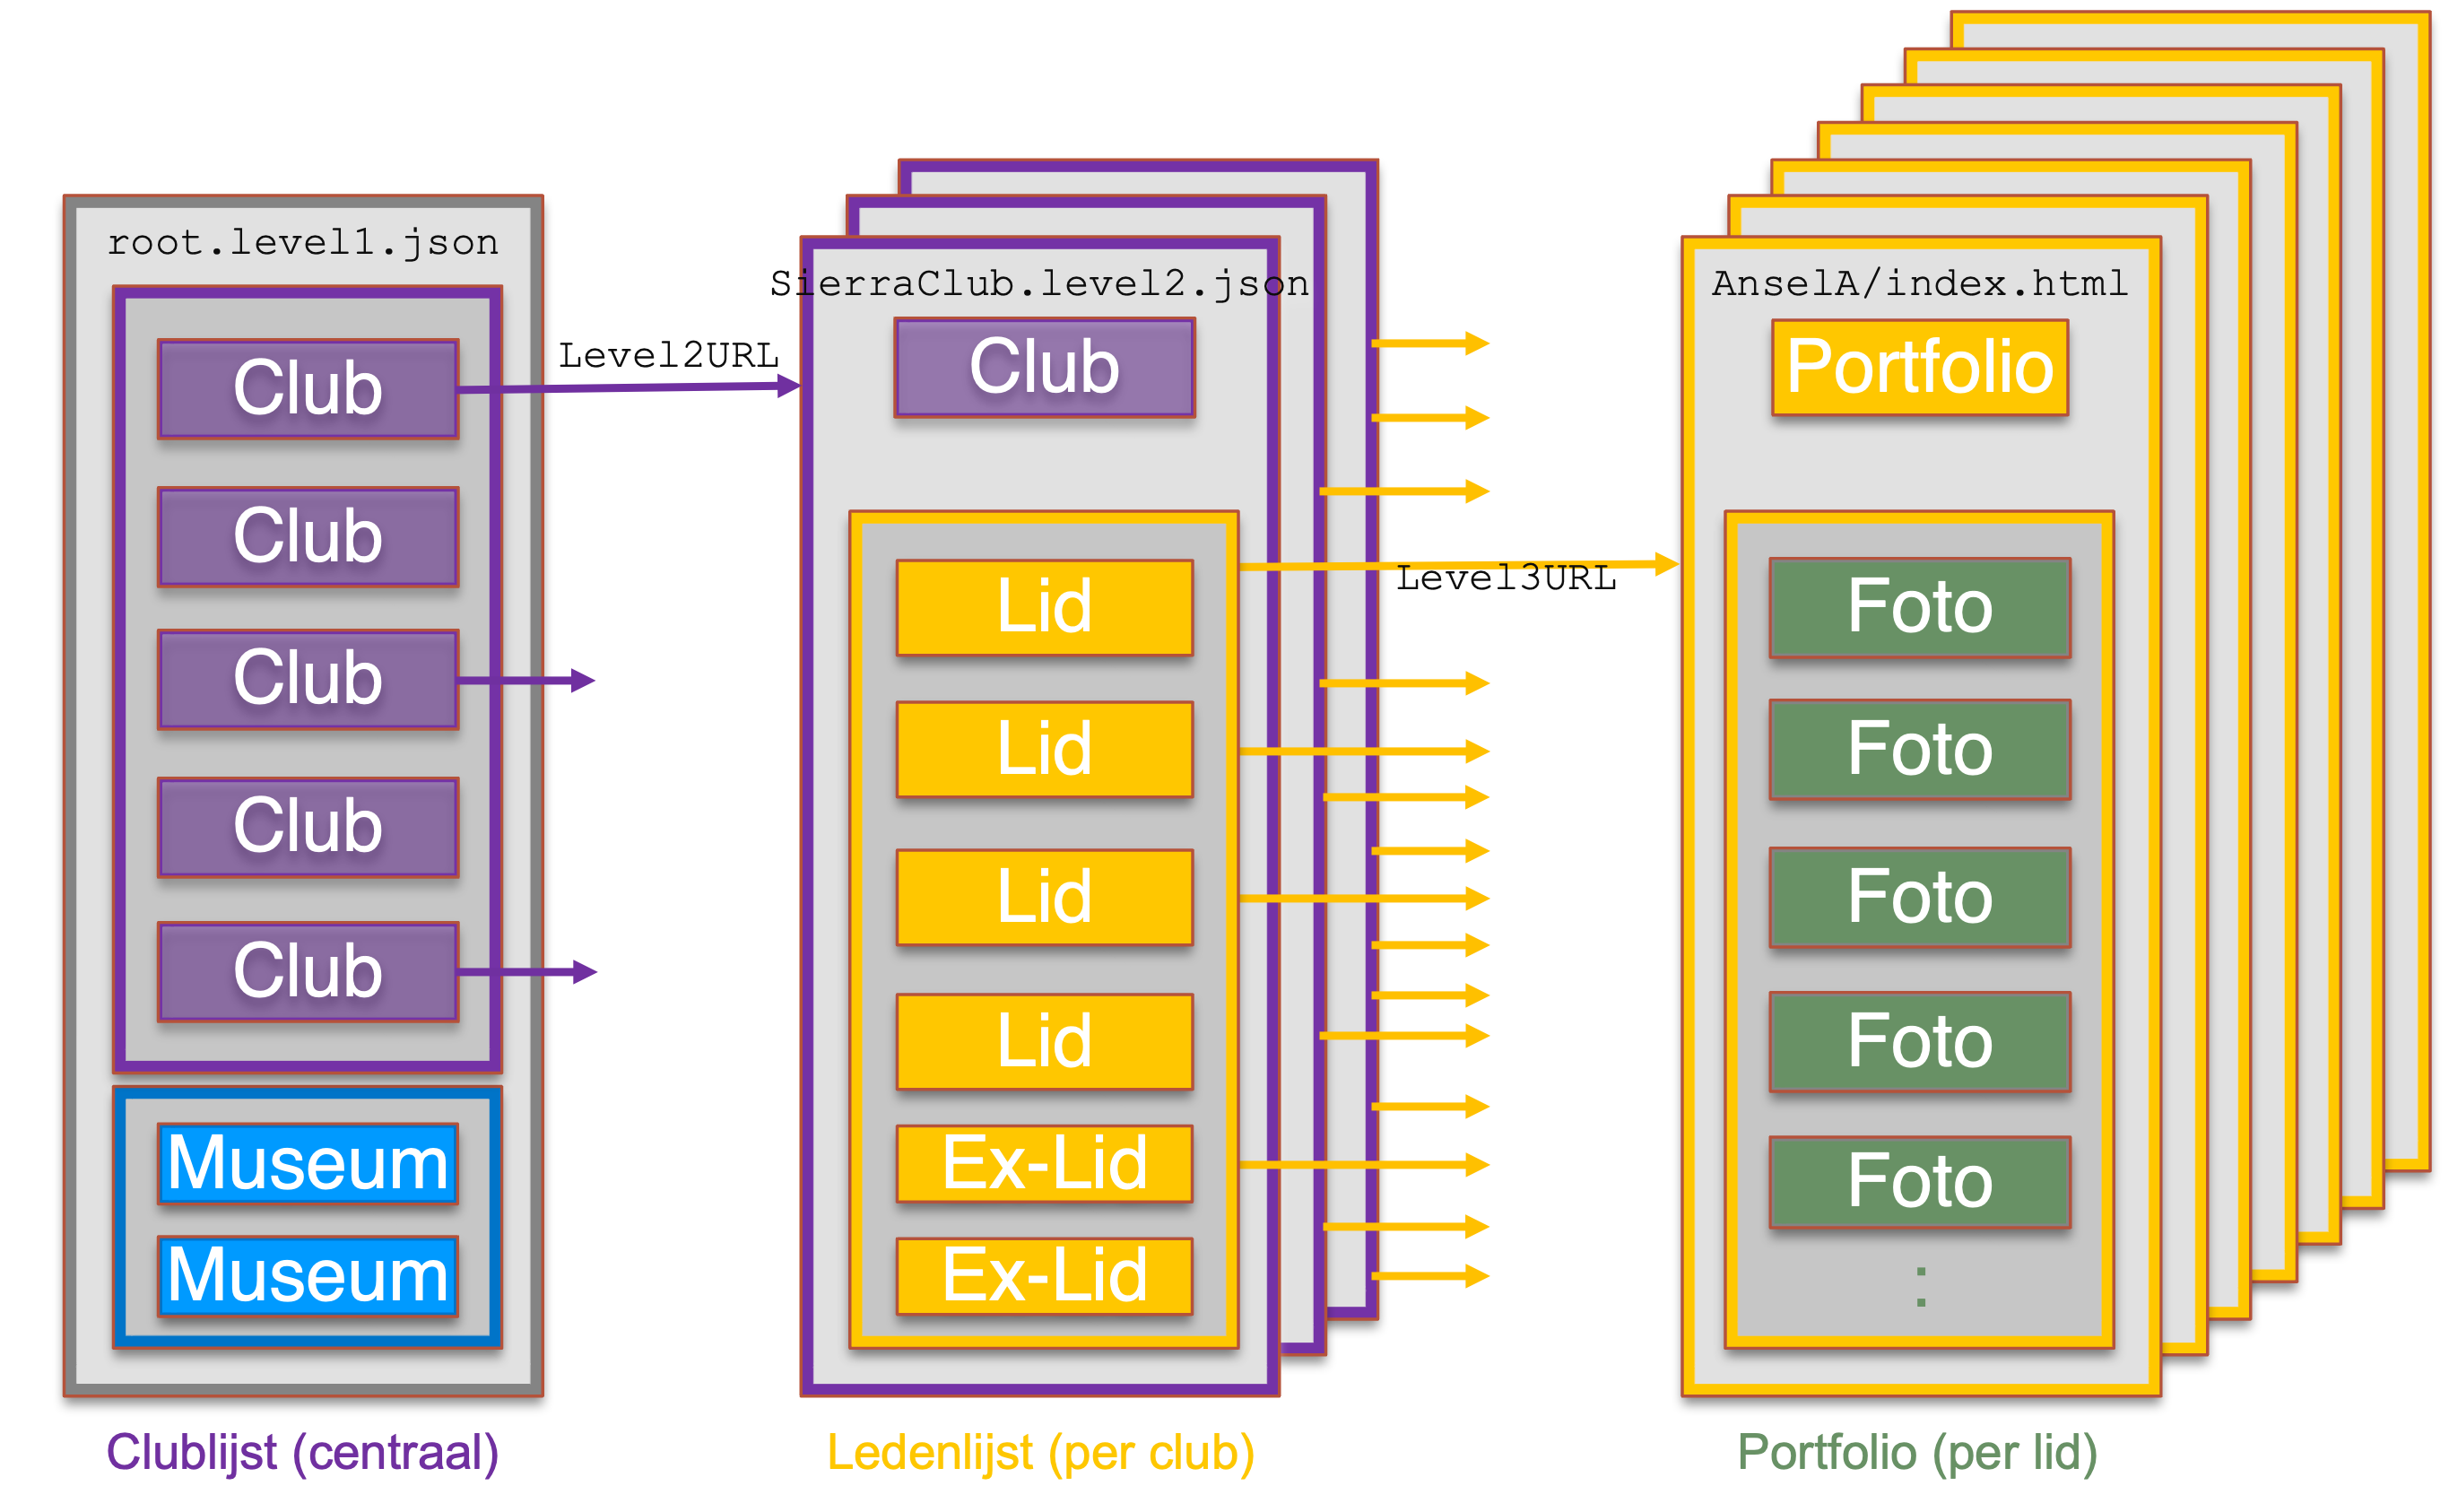 root.level1.json
Club
Club
Club
Club
Club
Museum
Museum
Clublijst (centraal)
Level2URL
SierraClub.level2.json
Club
Lid
Lid
Lid
Lid
Ex-Lid
Ex-Lid
Ledenlijst (per club)
Level3URL
AnselA/index.html
Portfolio
Foto
Foto
Foto
Foto
Foto
:
Portfolio (per lid)